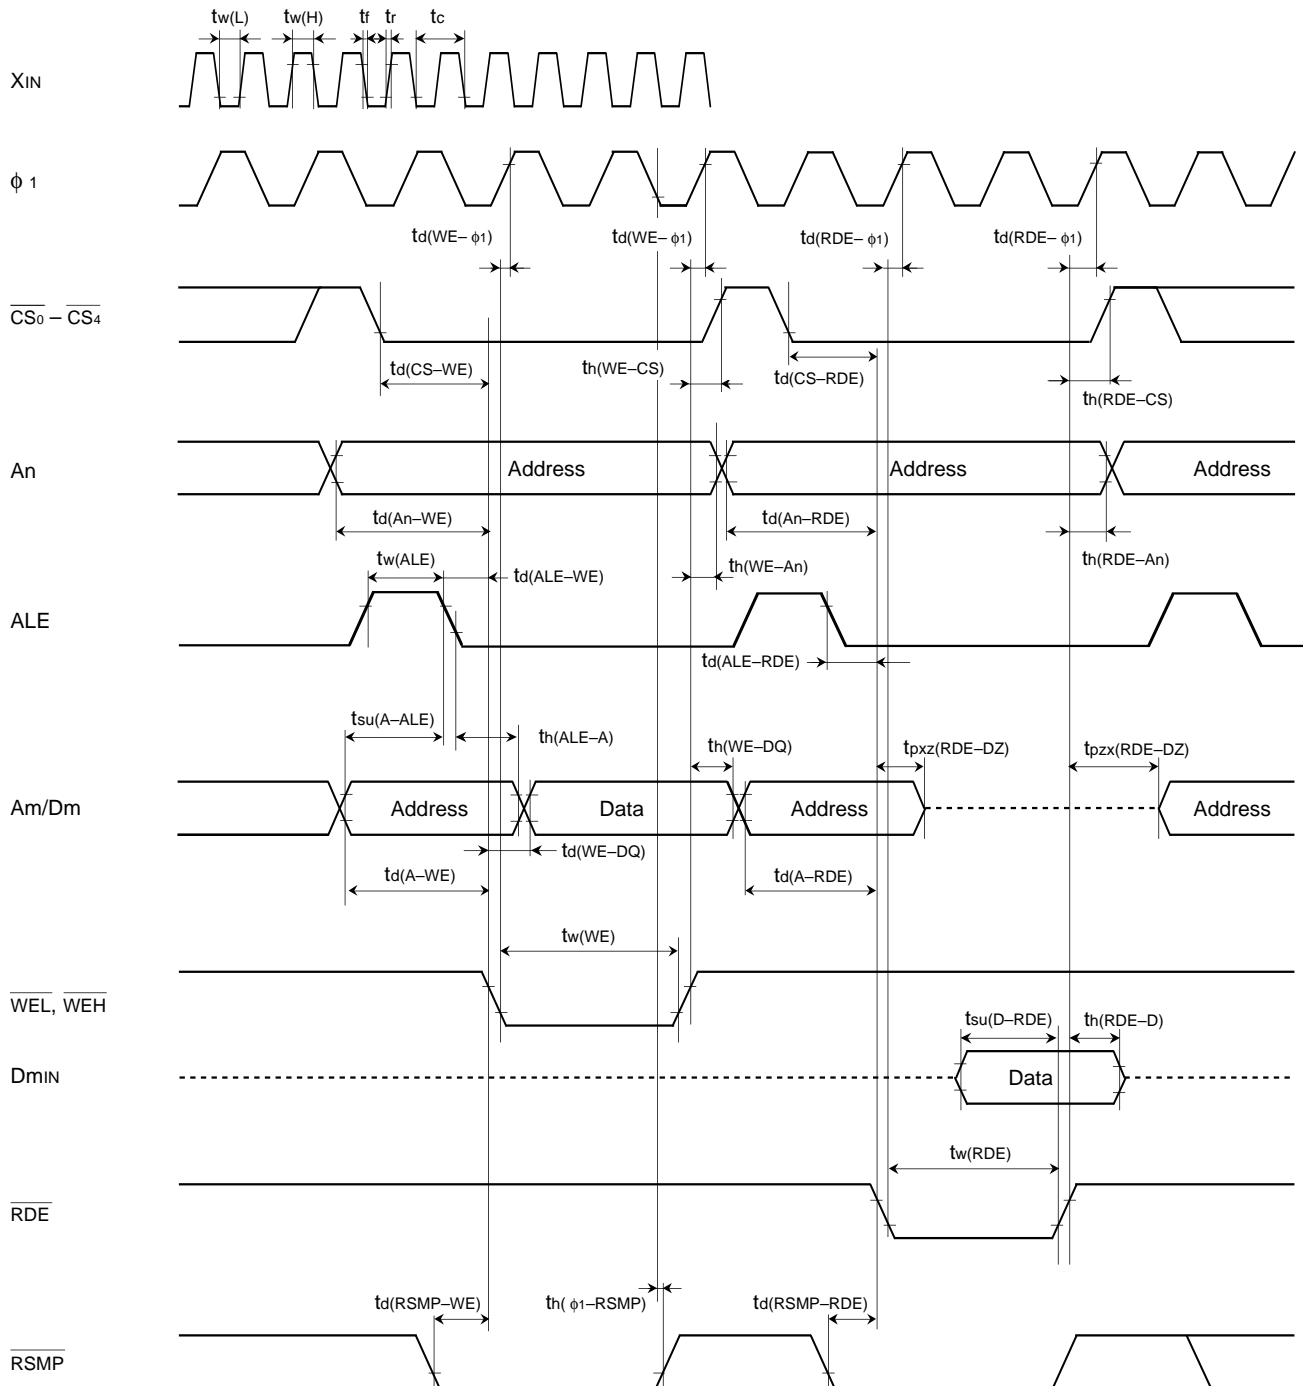 tw(L) tw(H) tf tr tc
XIN
ϕ 1
td(WE– ϕ1) td(WE– ϕ1) td(RDE– ϕ1) td(RDE– ϕ1)
CS0 – CS4
td(CS–WE) th(WE–CS) td(CS–RDE) th(RDE–CS)
An Address Address Address
td(An–WE) td(An–RDE)
th(WE–An) th(RDE–An)
tw(ALE) td(ALE–WE)
ALE
td(ALE–RDE)
tsu(A–ALE) th(ALE–A) th(WE–DQ) tpxz(RDE–DZ) tpzx(RDE–DZ)
Am/Dm Address Data Address Address
td(WE–DQ)
td(A–WE) td(A–RDE)
tw(WE)
WEL, WEH
tsu(D–RDE) th(RDE–D)
DmIN Data
tw(RDE)
RDE
td(RSMP–WE) th( ϕ1–RSMP) td(RSMP–RDE)
RSMP